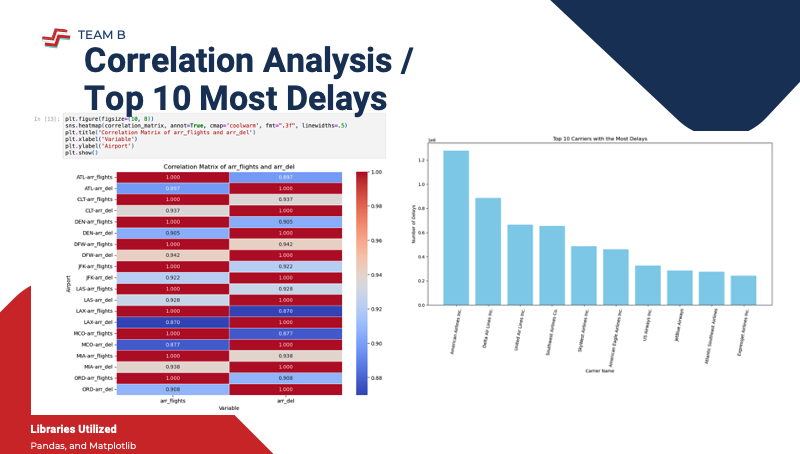 TEAM B
Correlation Analysis /
Top 10 Most Delays
In [13]:
plt.figure(figsize=(10, 8))
sns.heatmap(correlation_matrix, annot=True, cmap='coolwarm', fmt=".3f", linewidths=.5)
plt.title('Correlation Matrix of arr_flights and arr_del')
plt.xlabel('Variable')
plt.ylabel('Airport')
plt.show()
Correlation Matrix of arr_flights and arr_del
ATL-arr_flights 1.000 0.897
ATL-arr_del 0.897 1.000
CLT-arr_flights 1.000 0.937
CLT-arr_del 0.937 1.000
DEN-arr_flights 1.000 0.905
DEN-arr_del 0.905 1.000
DFW-arr_flights 1.000 0.942
DFW-arr_del 0.942 1.000
JFK-arr_flights 1.000 0.922
JFK-arr_del 0.922 1.000
LAS-arr_flights 1.000 0.928
LAS-arr_del 0.928 1.000
LAX-arr_flights 1.000 0.870
LAX-arr_del 0.870 1.000
MCO-arr_flights 1.000 0.877
MCO-arr_del 0.877 1.000
MIA-arr_flights 1.000 0.938
MIA-arr_del 0.938 1.000
ORD-arr_flights 1.000 0.908
ORD-arr_del 0.908 1.000
Airport
arr_flights arr_del
Variable
1.00
0.98
0.96
0.94
0.92
0.90
0.88
Top 10 Carriers with the Most Delays
1e6
1.2
1.0
0.8
0.6
0.4
0.2
0.0
Number of Delays
American Airlines Inc.
Delta Air Lines Inc.
United Air Lines Inc.
Southwest Airlines Co.
SkyWest Airlines Inc.
American Eagle Airlines Inc.
US Airways Inc.
JetBlue Airways
Atlantic Southeast Airlines
ExpressJet Airlines Inc.
Carrier Name
Libraries Utilized
Pandas, and Matplotlib